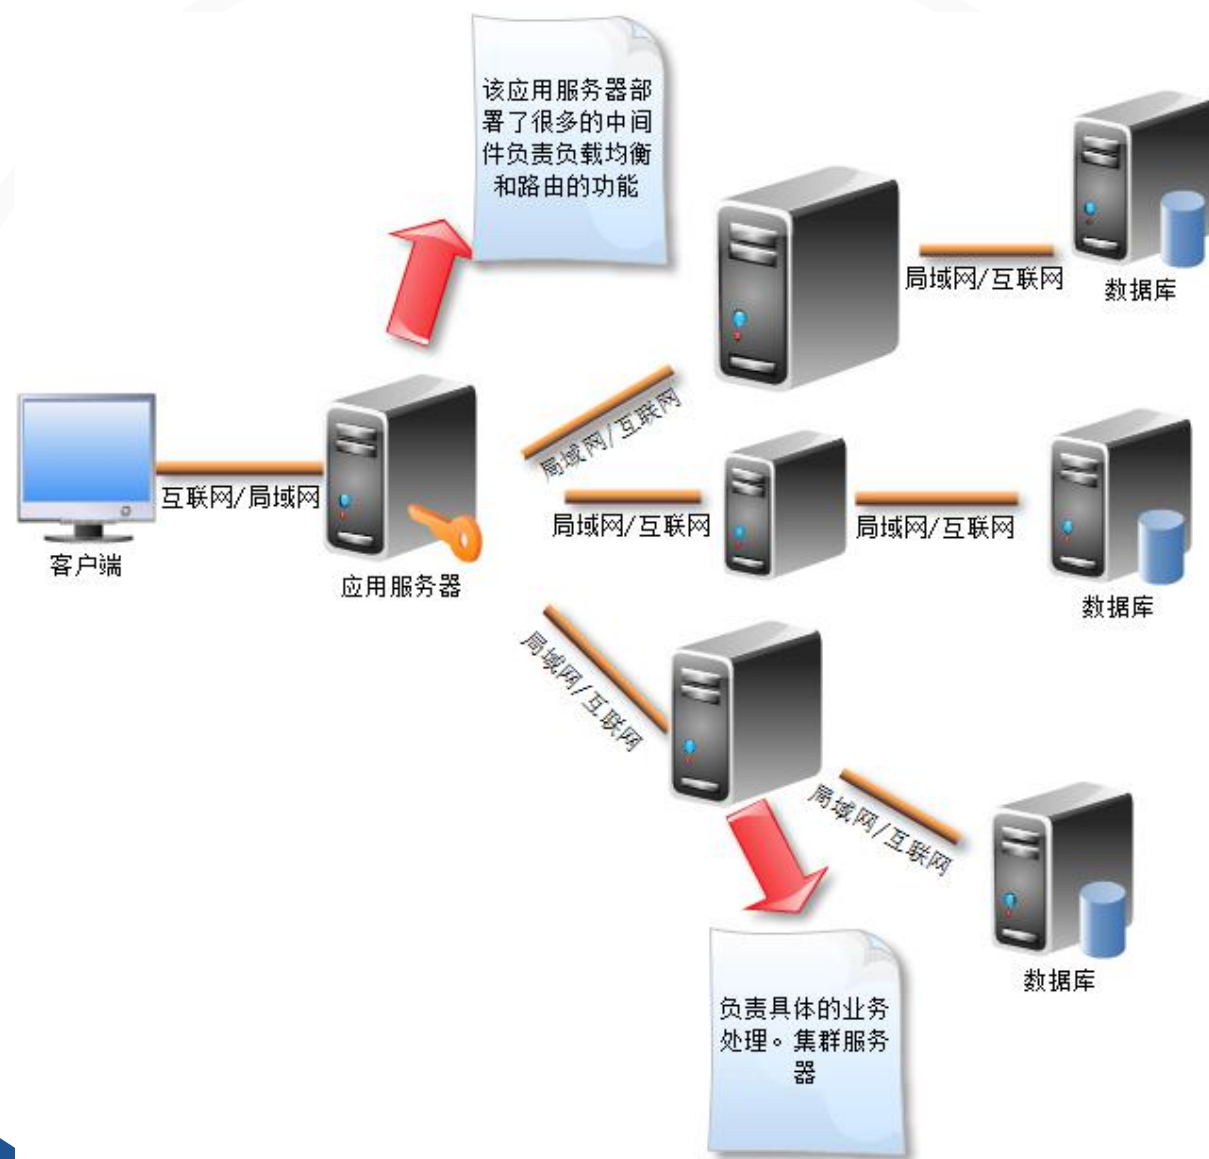 该应用服务器部
署了很多的中间
件负责负载均衡
和路由的功能
局域网/互联网
数据库
局域网/互联网
互联网/局域网
客户端
应用服务器
局域网/互联网
局域网/互联网
数据库
局域网/互联网
局域网/互联网
数据库
负责具体的业务
处理。集群服务
器